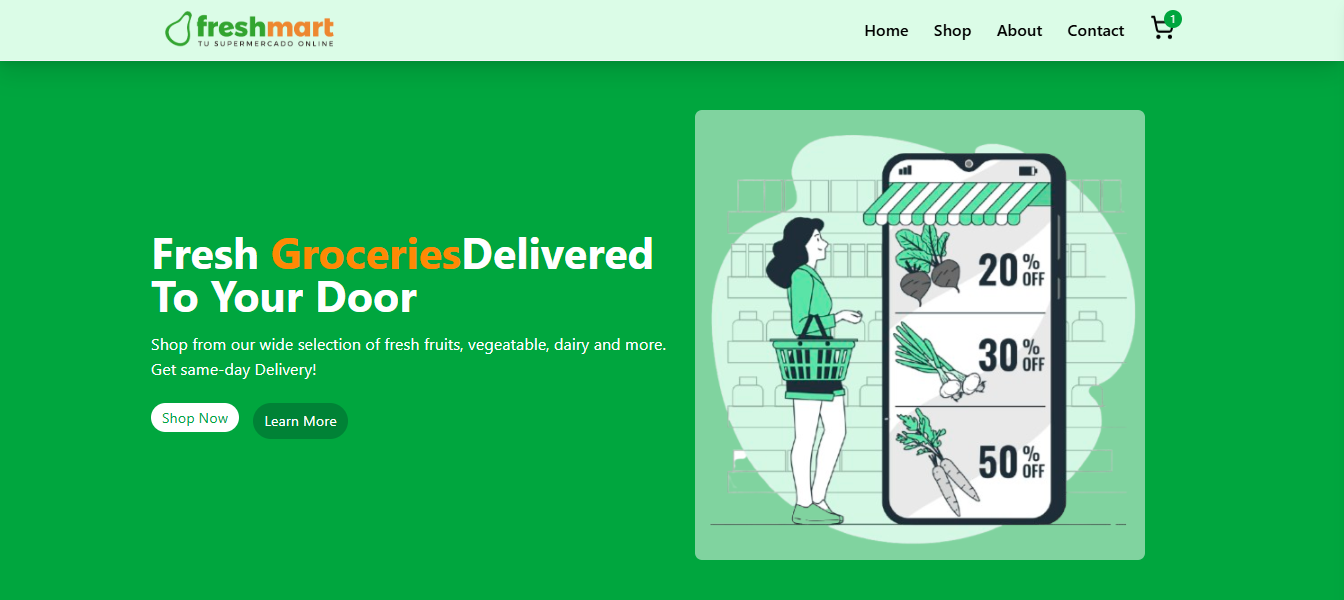 freshmart
TU SUPERMERCADO ONLINE
Home Shop About Contact 1
Fresh GroceriesDelivered
To Your Door
Shop from our wide selection of fresh fruits, vegeatable, dairy and more.
Get same-day Delivery!
Shop Now Learn More
20% OFF
30% OFF
50% OFF